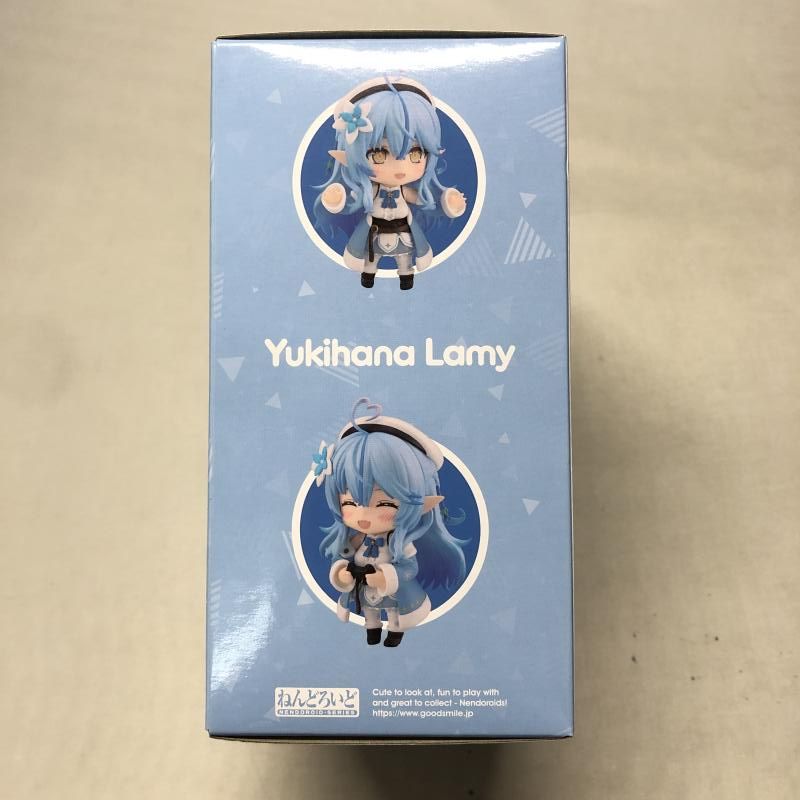 Yukihana Lamy
ねんどろいど
NENDOROID SERIES
Cute to look at, fun to play with
and great to collect - Nendoroids!
https://www.goodsmile.jp